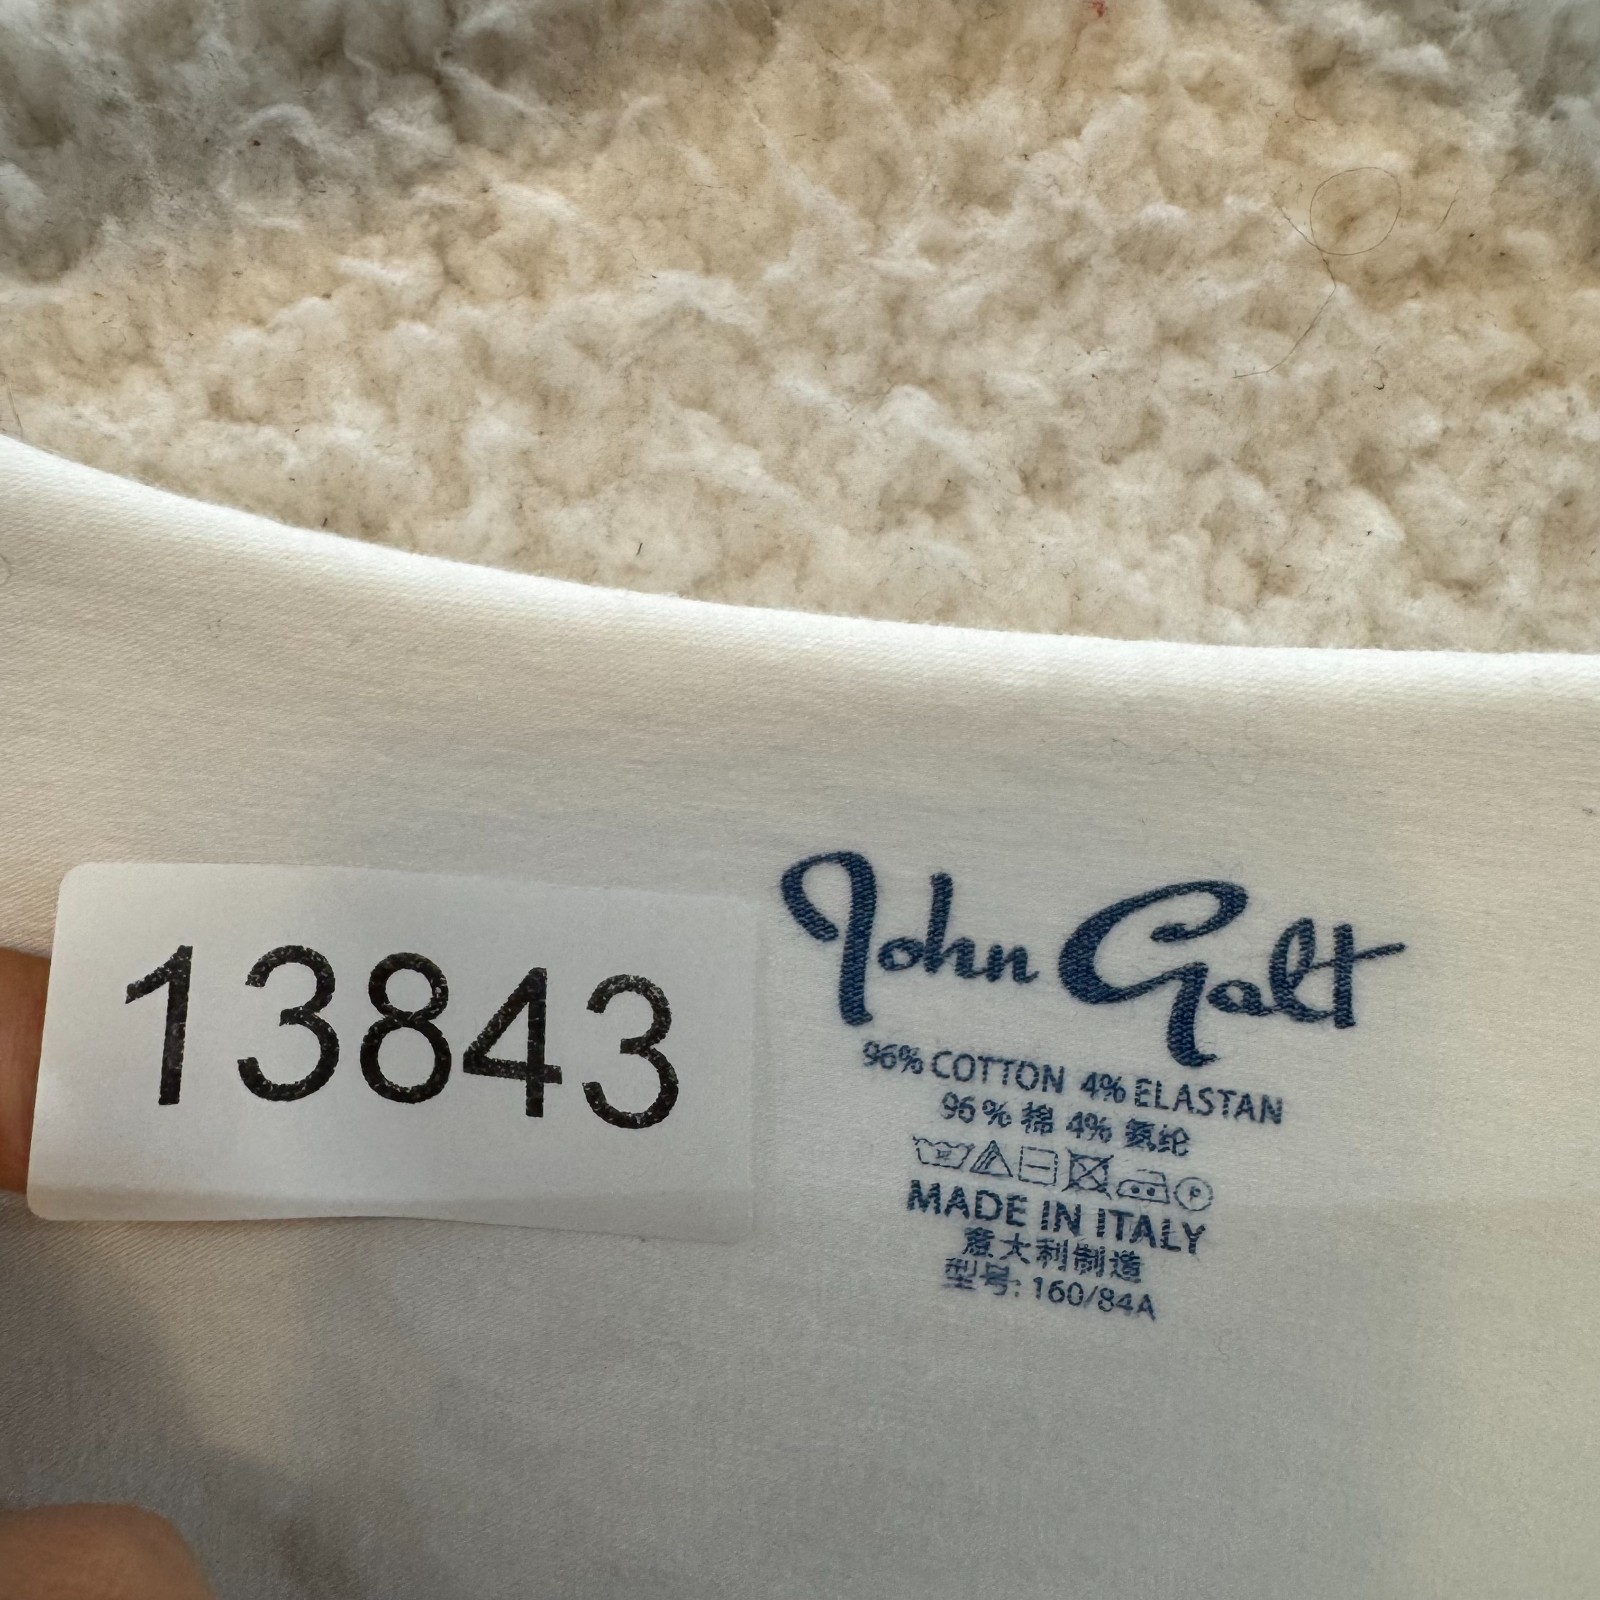 13843
John Galt
96% COTTON 4% ELASTAN
96% 棉 4% 氨纶
P
MADE IN ITALY
意大利制造
型号: 160/84A